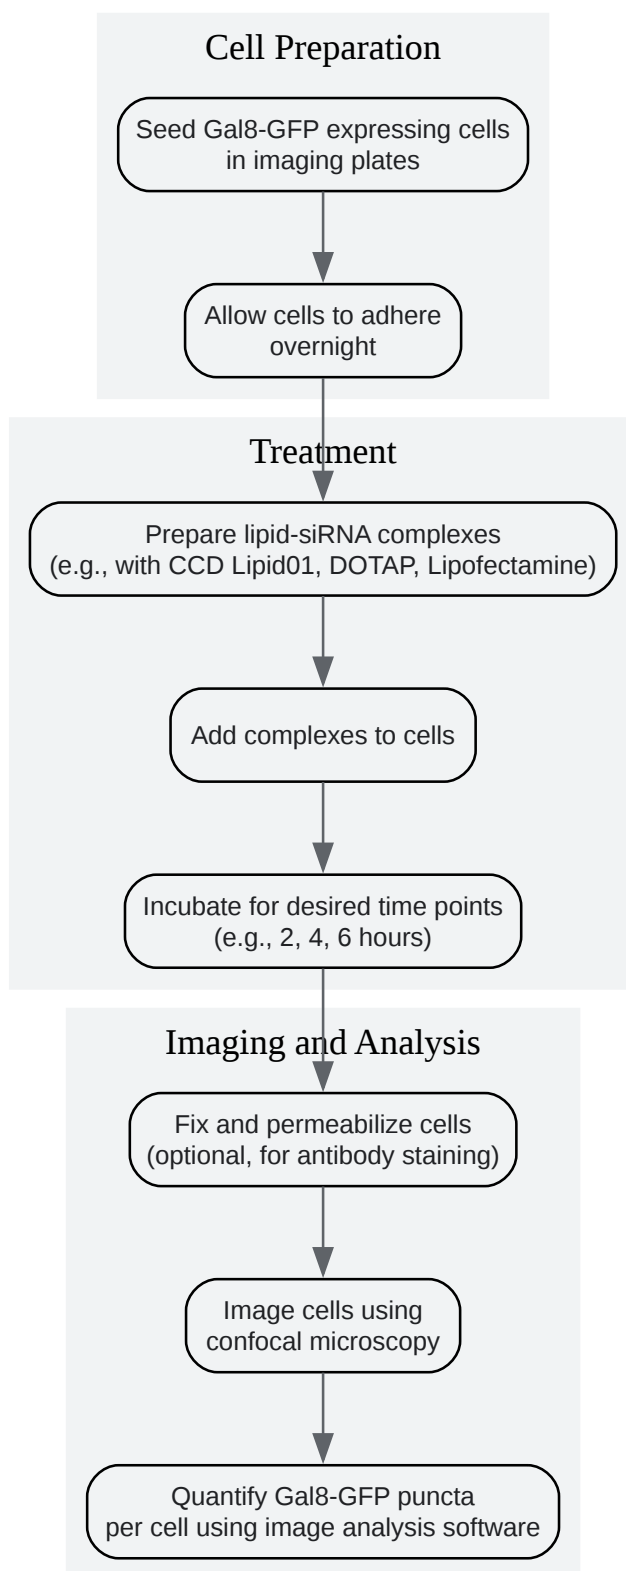 Cell Preparation
Seed Gal8-GFP expressing cells
in imaging plates
Allow cells to adhere
overnight
Treatment
Prepare lipid-siRNA complexes
(e.g., with CCD Lipid01, DOTAP, Lipofectamine)
Add complexes to cells
Incubate for desired time points
(e.g., 2, 4, 6 hours)
Imaging and Analysis
Fix and permeabilize cells
(optional, for antibody staining)
Image cells using
confocal microscopy
Quantify Gal8-GFP puncta
per cell using image analysis software